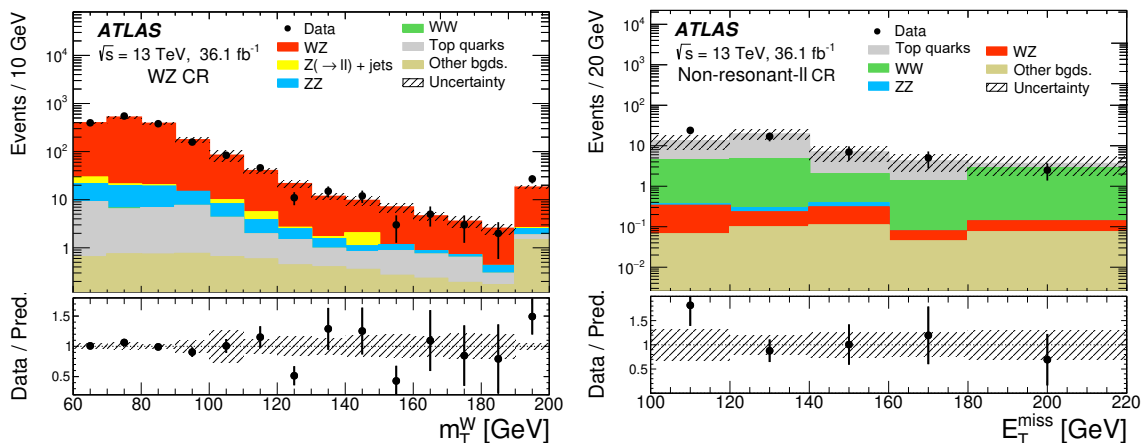 ATLAS
√s = 13 TeV, 36.1 fb⁻¹
WZ CR
Data
WZ
Z(→ll) + jets
ZZ
WW
Top quarks
Other bgds.
Uncertainty
Events / 10 GeV
10⁴
10³
10²
10
1
Data / Pred.
1.5
1
0.5
60 80 100 120 140 160 180 200
m_T^W [GeV]
ATLAS
√s = 13 TeV, 36.1 fb⁻¹
Non-resonant-ll CR
Data
Top quarks
WW
ZZ
WZ
Other bgds.
Uncertainty
Events / 20 GeV
10⁴
10³
10²
10
1
10⁻¹
10⁻²
Data / Pred.
1.5
1
0.5
100 120 140 160 180 200 220
E_T^miss [GeV]